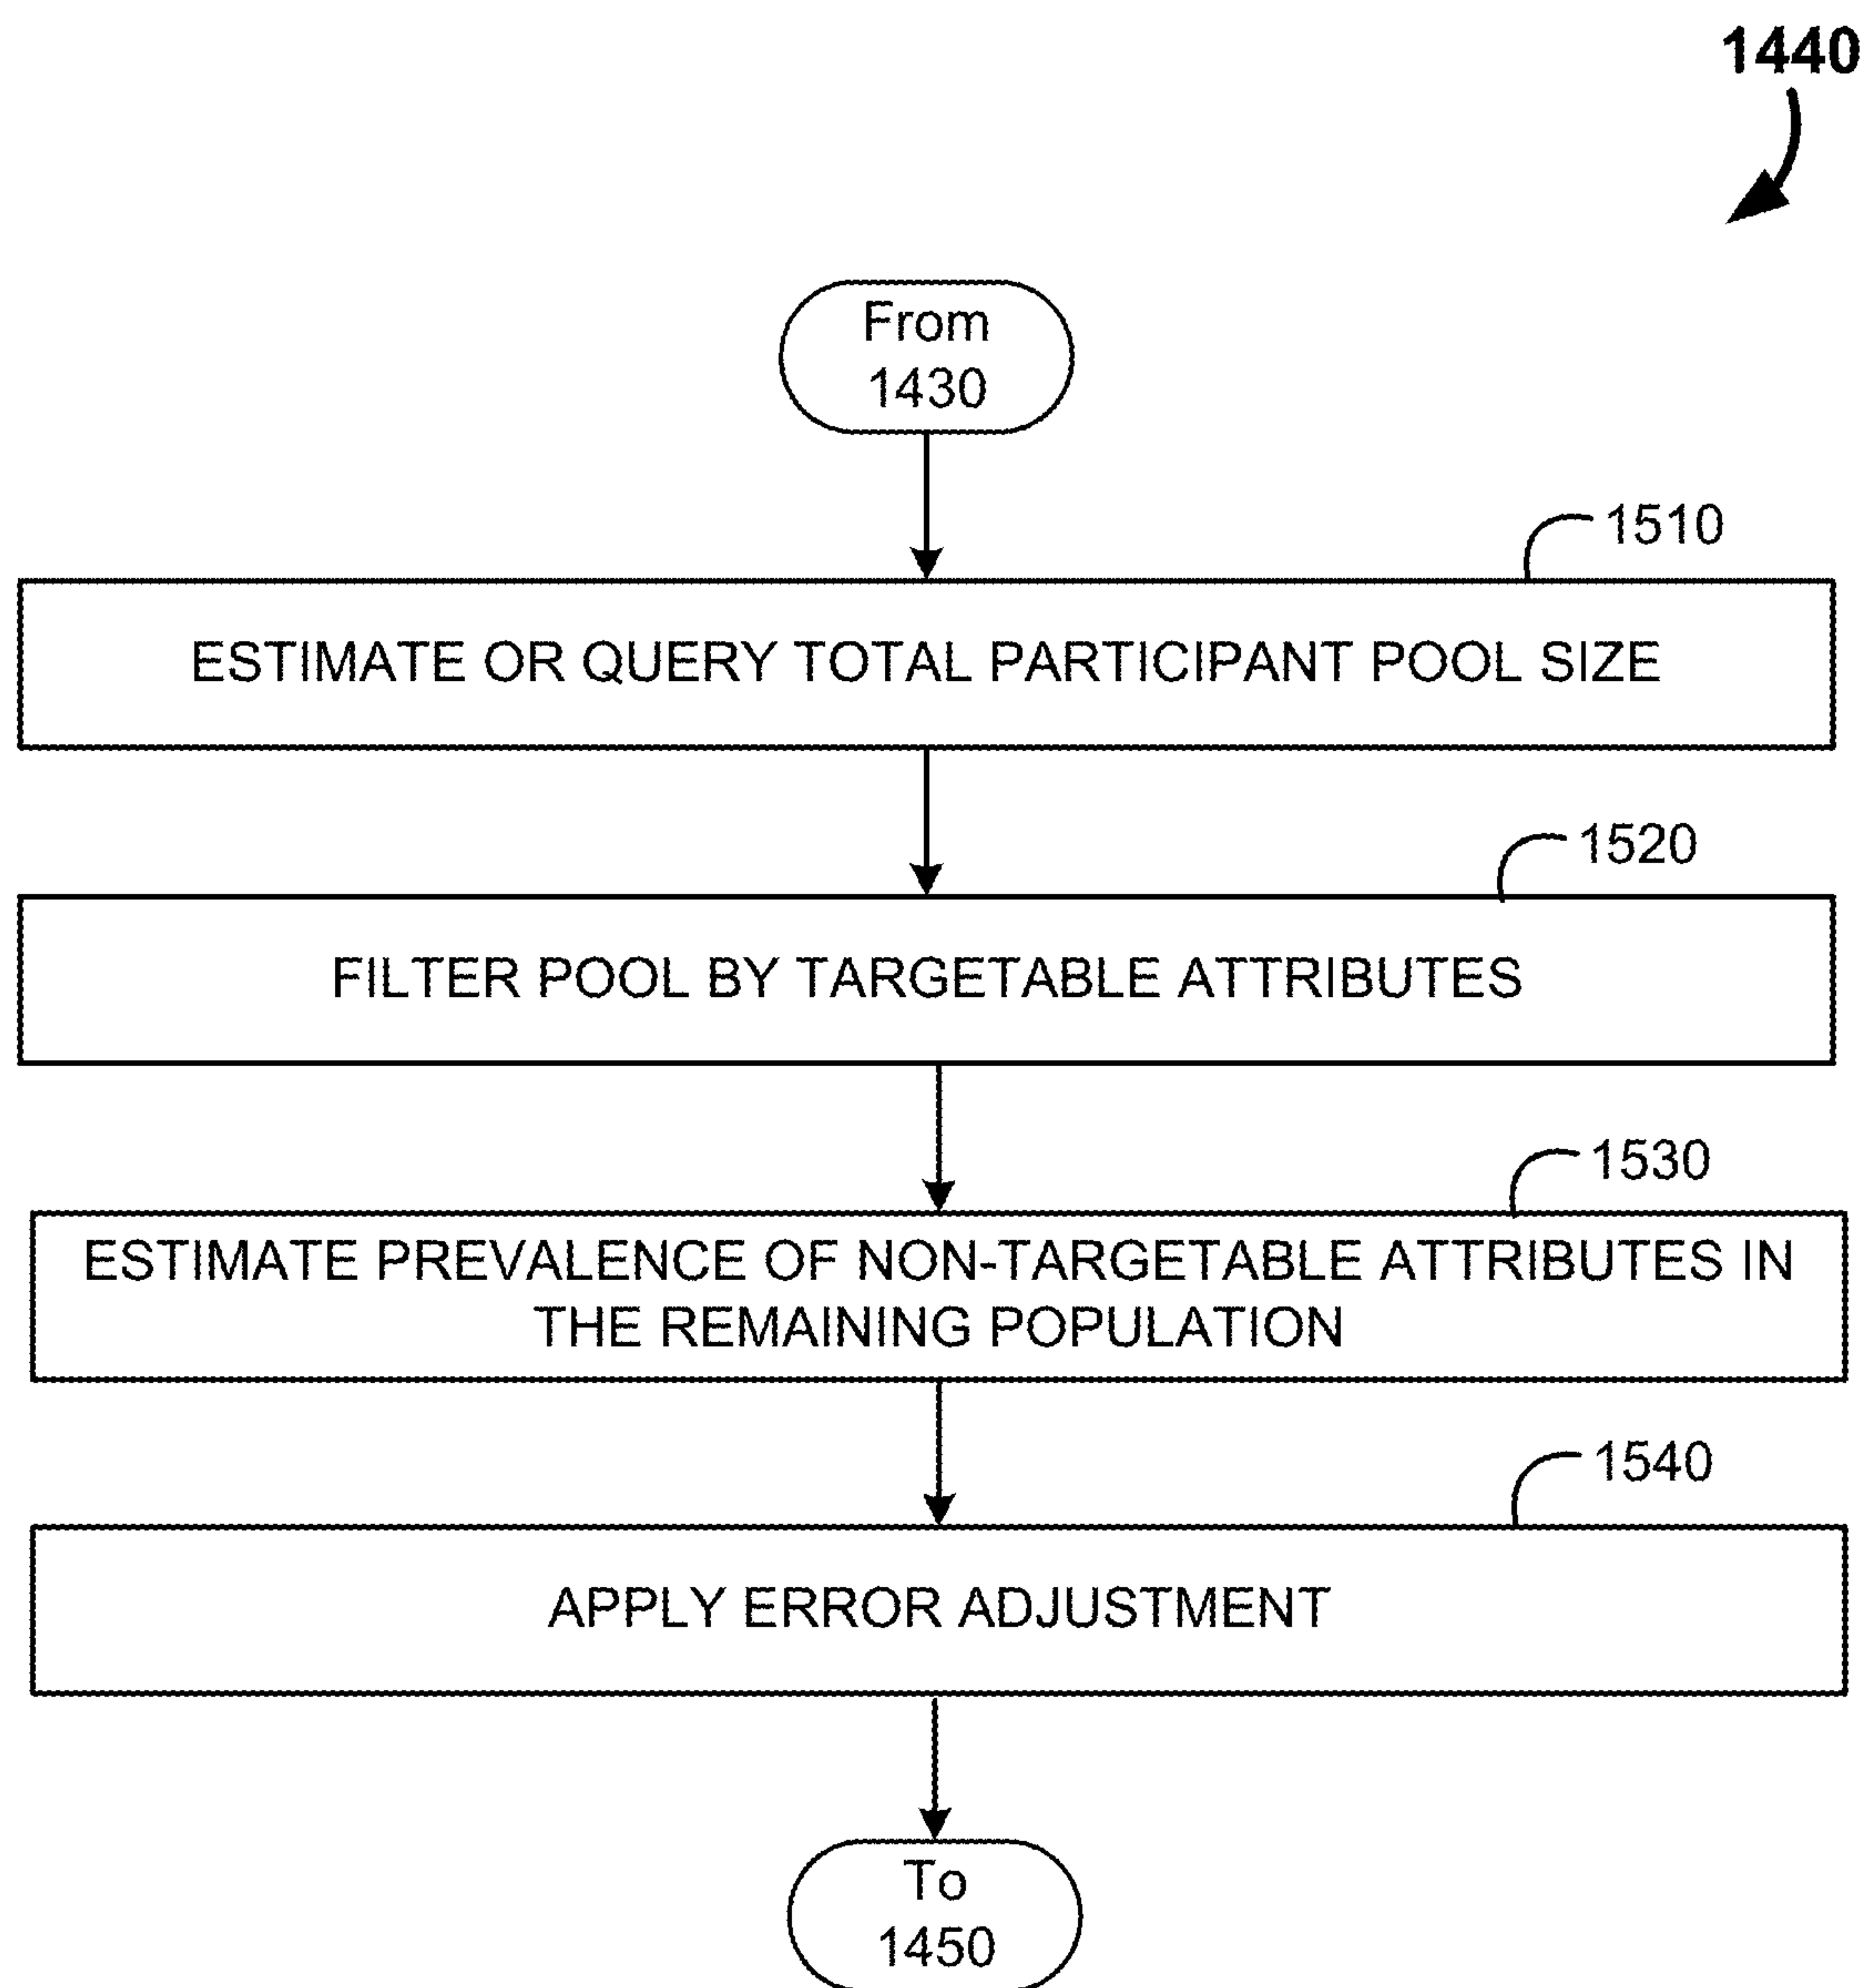 1440
From
1430
1510
ESTIMATE OR QUERY TOTAL PARTICIPANT POOL SIZE
1520
FILTER POOL BY TARGETABLE ATTRIBUTES
1530
ESTIMATE PREVALENCE OF NON-TARGETABLE ATTRIBUTES IN
THE REMAINING POPULATION
1540
APPLY ERROR ADJUSTMENT
To
1450